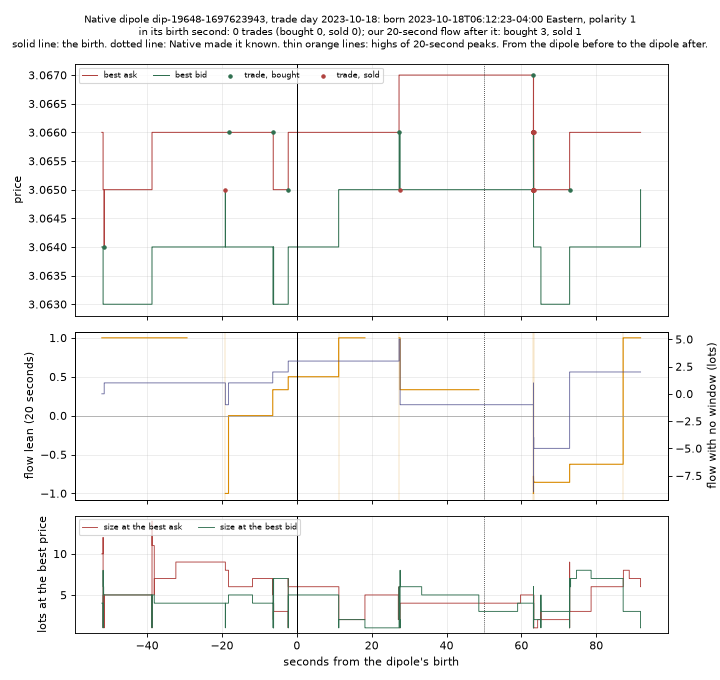 Native dipole dip-19648-1697623943, trade day 2023-10-18: born 2023-10-18T06:12:23-04:00 Eastern, polarity 1
in its birth second: 0 trades (bought 0, sold 0); our 20-second flow after it: bought 3, sold 1
solid line: the birth. dotted line: Native made it known. thin orange lines: highs of 20-second peaks. From the dipole before to the dipole after.
best ask best bid trade, bought trade, sold
3.0670
3.0665
3.0660
3.0655
3.0650
3.0645
3.0640
3.0635
3.0630
price
1.0
0.5
0.0
−0.5
−1.0
flow lean (20 seconds)
5.0
2.5
0.0
−2.5
−5.0
−7.5
flow with no window (lots)
size at the best ask size at the best bid
10
5
lots at the best price
−40 −20 0 20 40 60 80
seconds from the dipole's birth